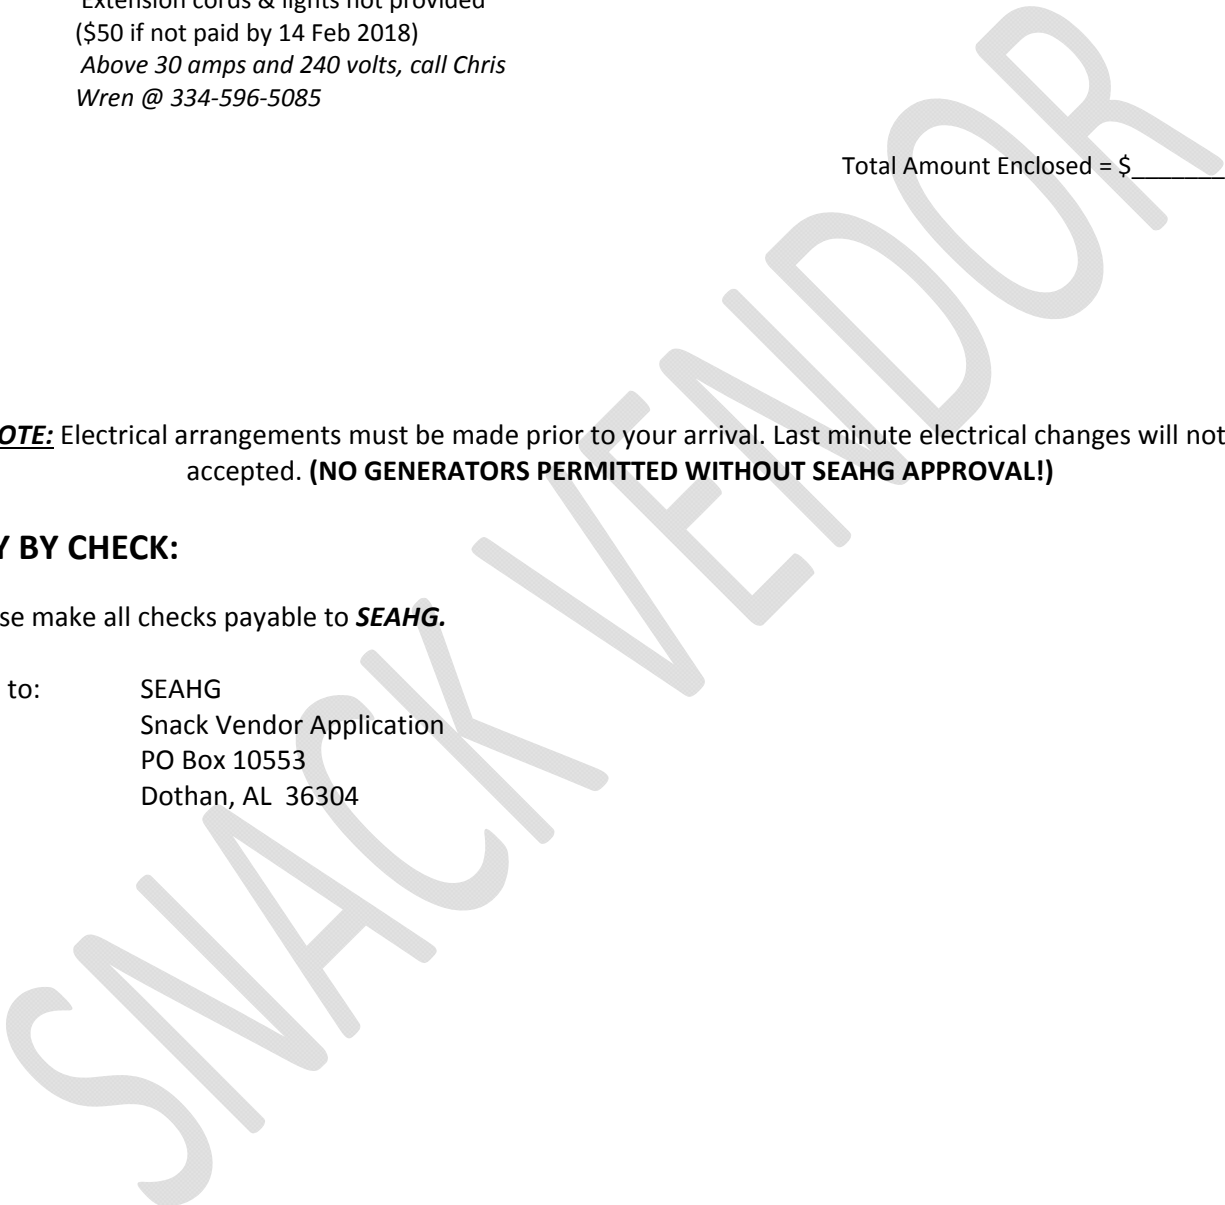 Extension cords & lights not provided
($50 if not paid by 14 Feb 2018)
Above 30 amps and 240 volts, call Chris
Wren @ 334-596-5085
Total Amount Enclosed = $_______
OTE: Electrical arrangements must be made prior to your arrival. Last minute electrical changes will not
accepted. (NO GENERATORS PERMITTED WITHOUT SEAHG APPROVAL!)
Y BY CHECK:
se make all checks payable to SEAHG.
to: SEAHG
Snack Vendor Application
PO Box 10553
Dothan, AL 36304
SNACK VENDOR